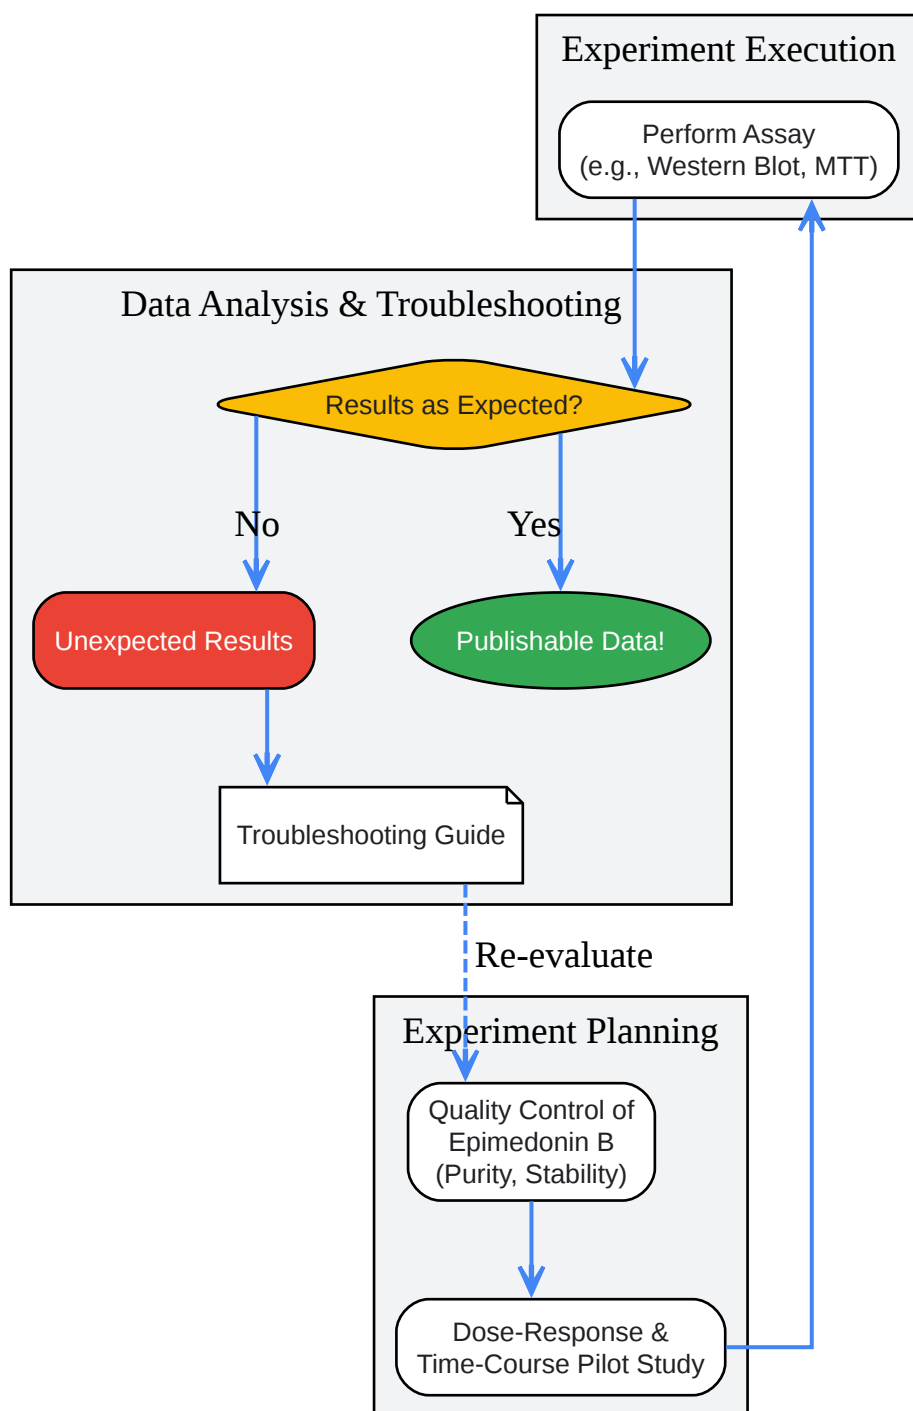 Experiment Execution
Perform Assay
(e.g., Western Blot, MTT)
Data Analysis & Troubleshooting
Results as Expected?
No
Yes
Unexpected Results
Publishable Data!
Troubleshooting Guide
Re-evaluate
Experiment Planning
Quality Control of
Epimedonin B
(Purity, Stability)
Dose-Response &
Time-Course Pilot Study